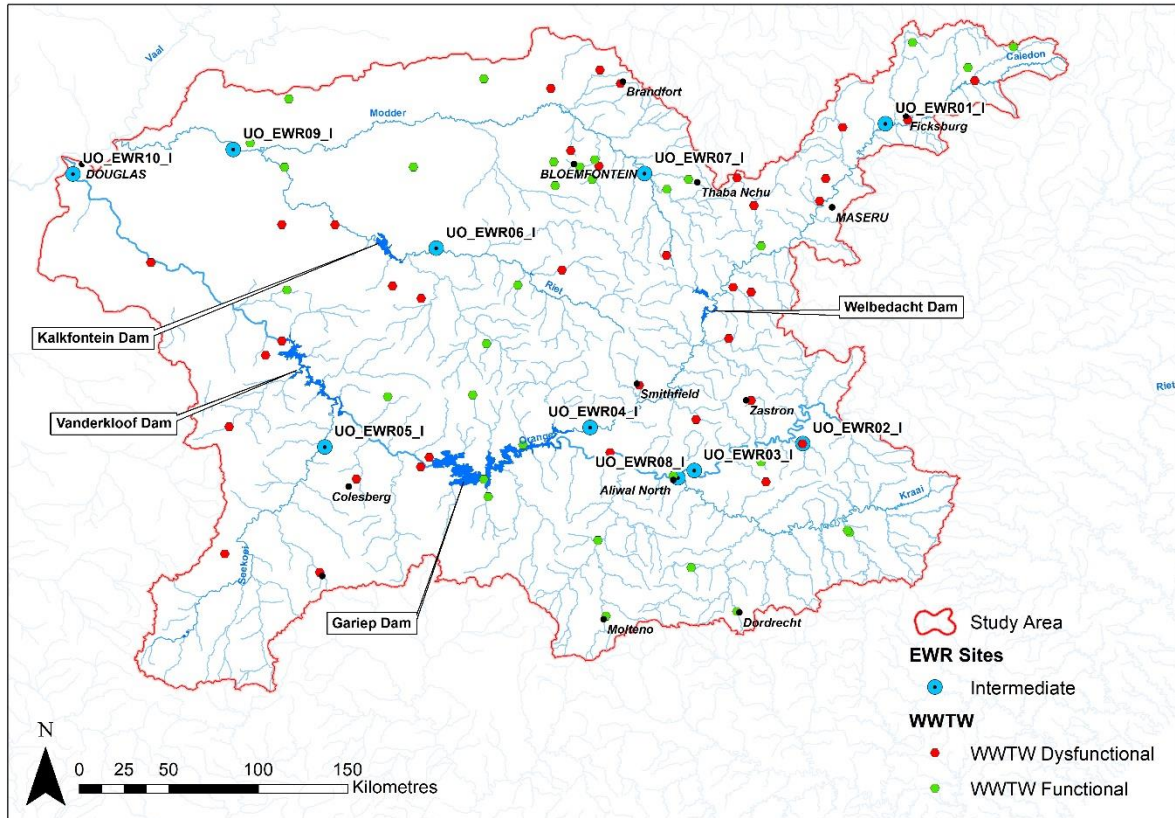 Vaal
Caledon
Brandfort
Modder
UO_EWR01_I
Ficksburg
UO_EWR09_I
UO_EWR10_I
DOUGLAS
BLOEMFONTEIN
UO_EWR07_I
Thaba Nchu
MASERU
UO_EWR06_I
Riet
Kalkfontein Dam
Welbedacht Dam
Riet
Smithfield
Zastron
Vanderkloof Dam
UO_EWR04_I
UO_EWR02_I
UO_EWR05_I
Orange
UO_EWR08_I
UO_EWR03_I
Aliwal North
Colesberg
Kraai
Seekoei
Gariep Dam
Molteno
Dordrecht
Study Area
EWR Sites
Intermediate
WWTW
WWTW Dysfunctional
WWTW Functional
N
0 25 50 100 150
Kilometres